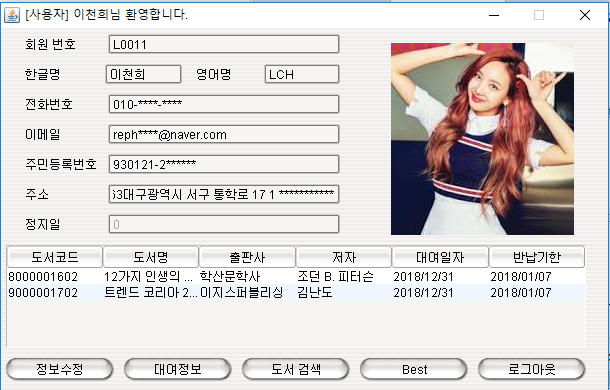 [사용자] 이천희님 환영합니다.
회원 번호 L0011
한글명 이천희 영어명 LCH
전화번호 010-****-****
이메일 reph****@naver.com
주민등록번호 930121-2******
주소 63대구광역시 서구 통학로 17 1 ***********
정지일 0
도서코드 도서명 출판사 저자 대여일자 반납기한
8000001602 12가지 인생의 ... 학산문학사 조던 B. 피터슨 2018/12/31 2018/01/07
9000001702 트렌드 코리아 2... 이지스퍼블리싱 김난도 2018/12/31 2018/01/07
정보수정 대여정보 도서 검색 Best 로그아웃